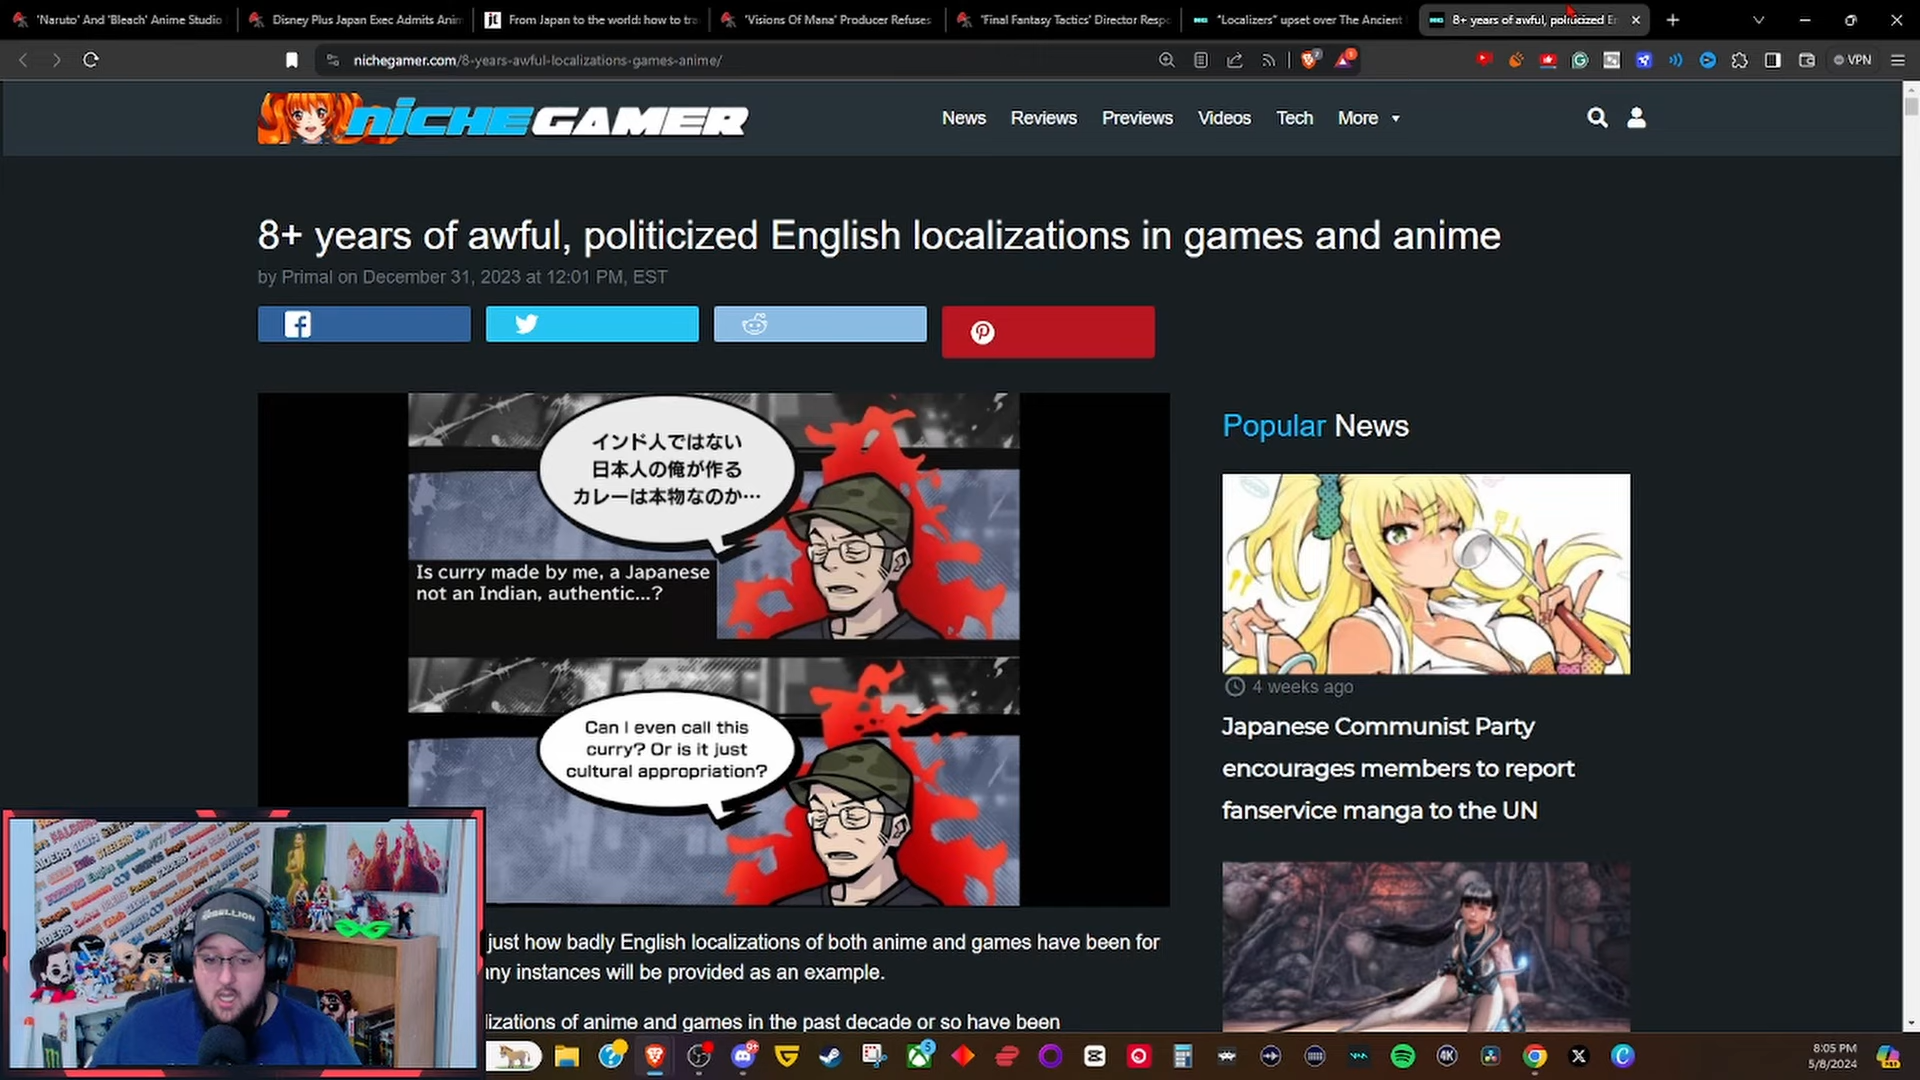 'Naruto' And 'Bleach' Anime Studio
Disney Plus Japan Exec Admits Anim
From Japan to the world: how to tra
'Visions Of Mana' Producer Refuses
'Final Fantasy Tactics' Director Respo
"Localizers" upset over The Ancient
8+ years of awful, politicized En
nichegamer.com/8-years-awful-localizations-games-anime/
VPN
NICHEGAMER
News
Reviews
Previews
Videos
Tech
More
8+ years of awful, politicized English localizations in games and anime
by Primal on December 31, 2023 at 12:01 PM, EST
インド人ではない
日本人の俺が作る
カレーは本物なのか…
Is curry made by me, a Japanese
not an Indian, authentic...?
Can I even call this
curry? Or is it just
cultural appropriation?
just how badly English localizations of both anime and games have been for
ny instances will be provided as an example.
lizations of anime and games in the past decade or so have been
Popular News
4 weeks ago
Japanese Communist Party
encourages members to report
fanservice manga to the UN
REBELLION
8:05 PM
5/8/2024